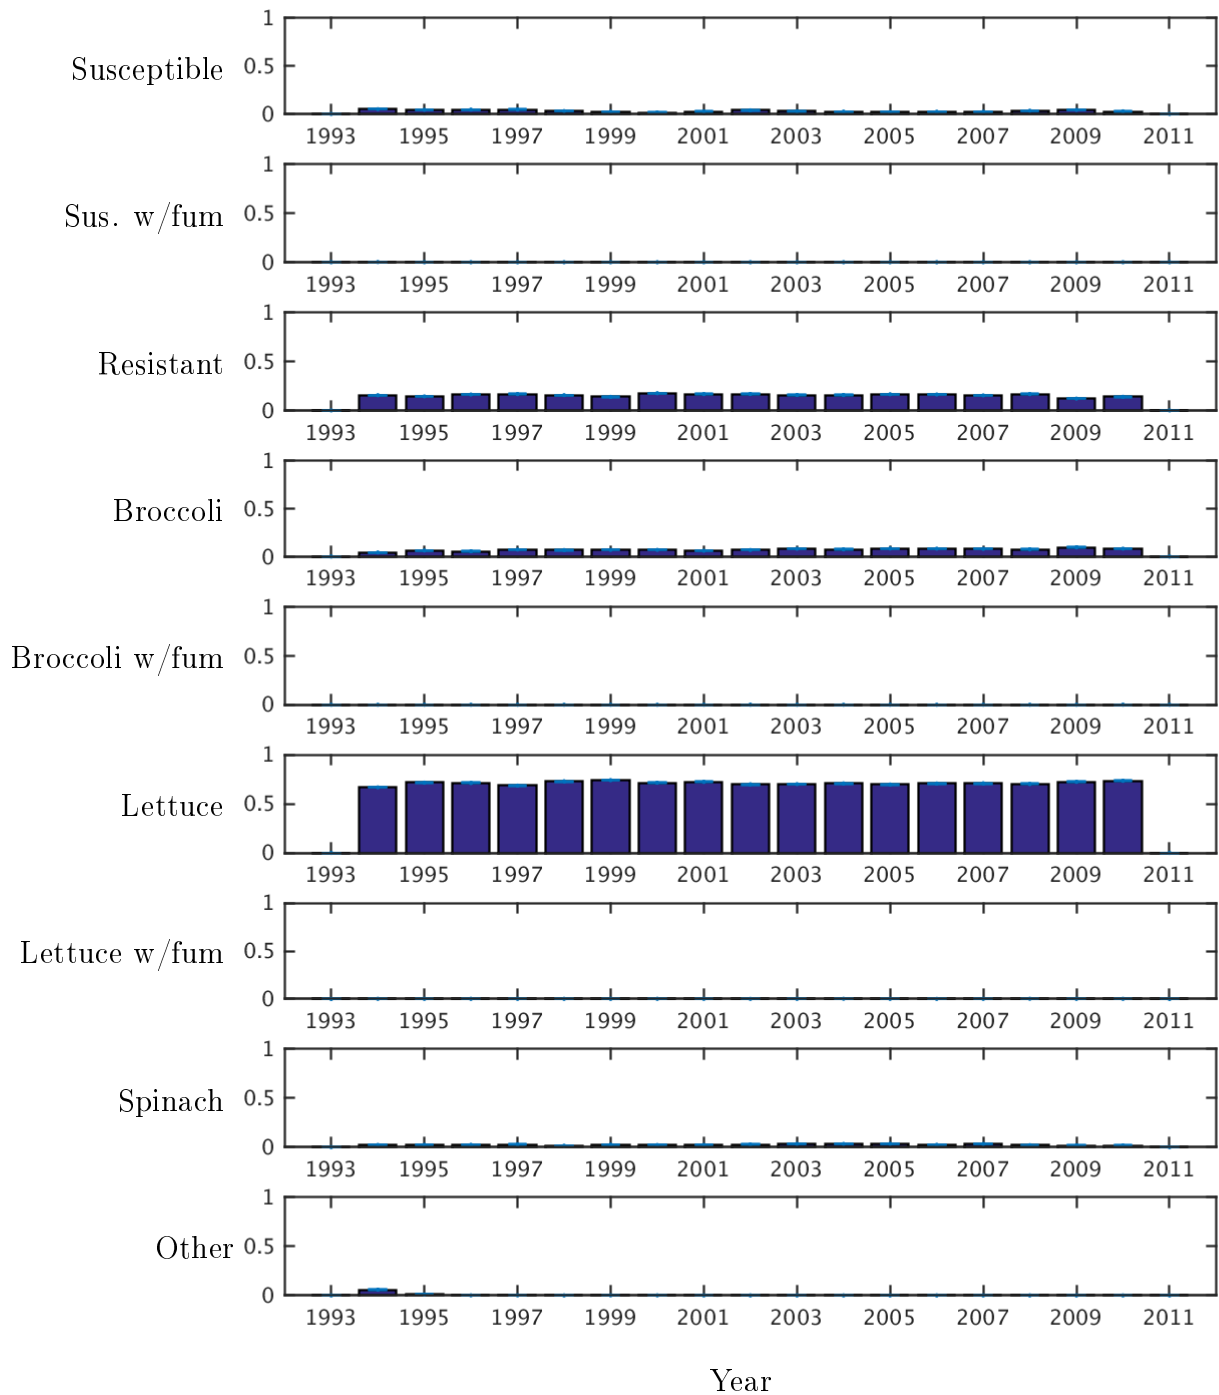 1
Susceptible 0.5
0
1993 1995 1997 1999 2001 2003 2005 2007 2009 2011
1
Sus. w/fum 0.5
0
1993 1995 1997 1999 2001 2003 2005 2007 2009 2011
1
Resistant 0.5
0
1993 1995 1997 1999 2001 2003 2005 2007 2009 2011
1
Broccoli 0.5
0
1993 1995 1997 1999 2001 2003 2005 2007 2009 2011
1
Broccoli w/fum 0.5
0
1993 1995 1997 1999 2001 2003 2005 2007 2009 2011
1
Lettuce 0.5
0
1993 1995 1997 1999 2001 2003 2005 2007 2009 2011
1
Lettuce w/fum 0.5
0
1993 1995 1997 1999 2001 2003 2005 2007 2009 2011
1
Spinach 0.5
0
1993 1995 1997 1999 2001 2003 2005 2007 2009 2011
1
Other 0.5
0
1993 1995 1997 1999 2001 2003 2005 2007 2009 2011
Year